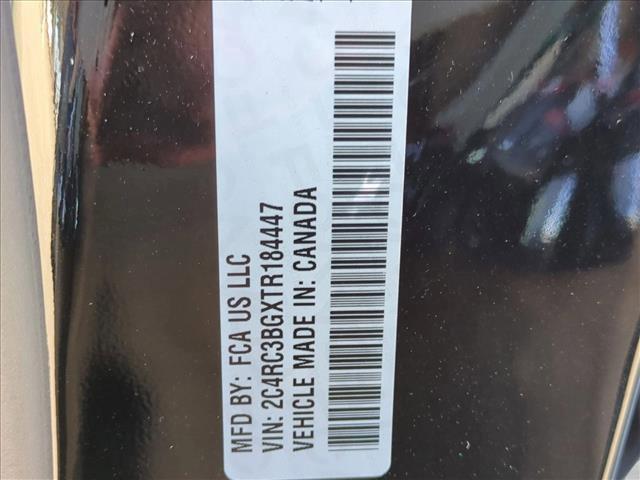 MFD BY: FCA US LLC
VIN: 2C4RC3BGXTR184447
VEHICLE MADE IN: CANADA